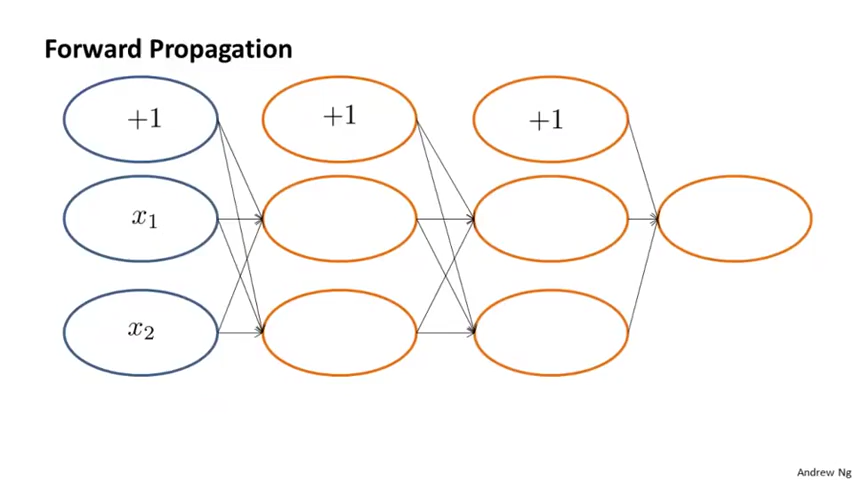 Forward Propagation
+1
+1
+1
x₁
x₂
Andrew Ng